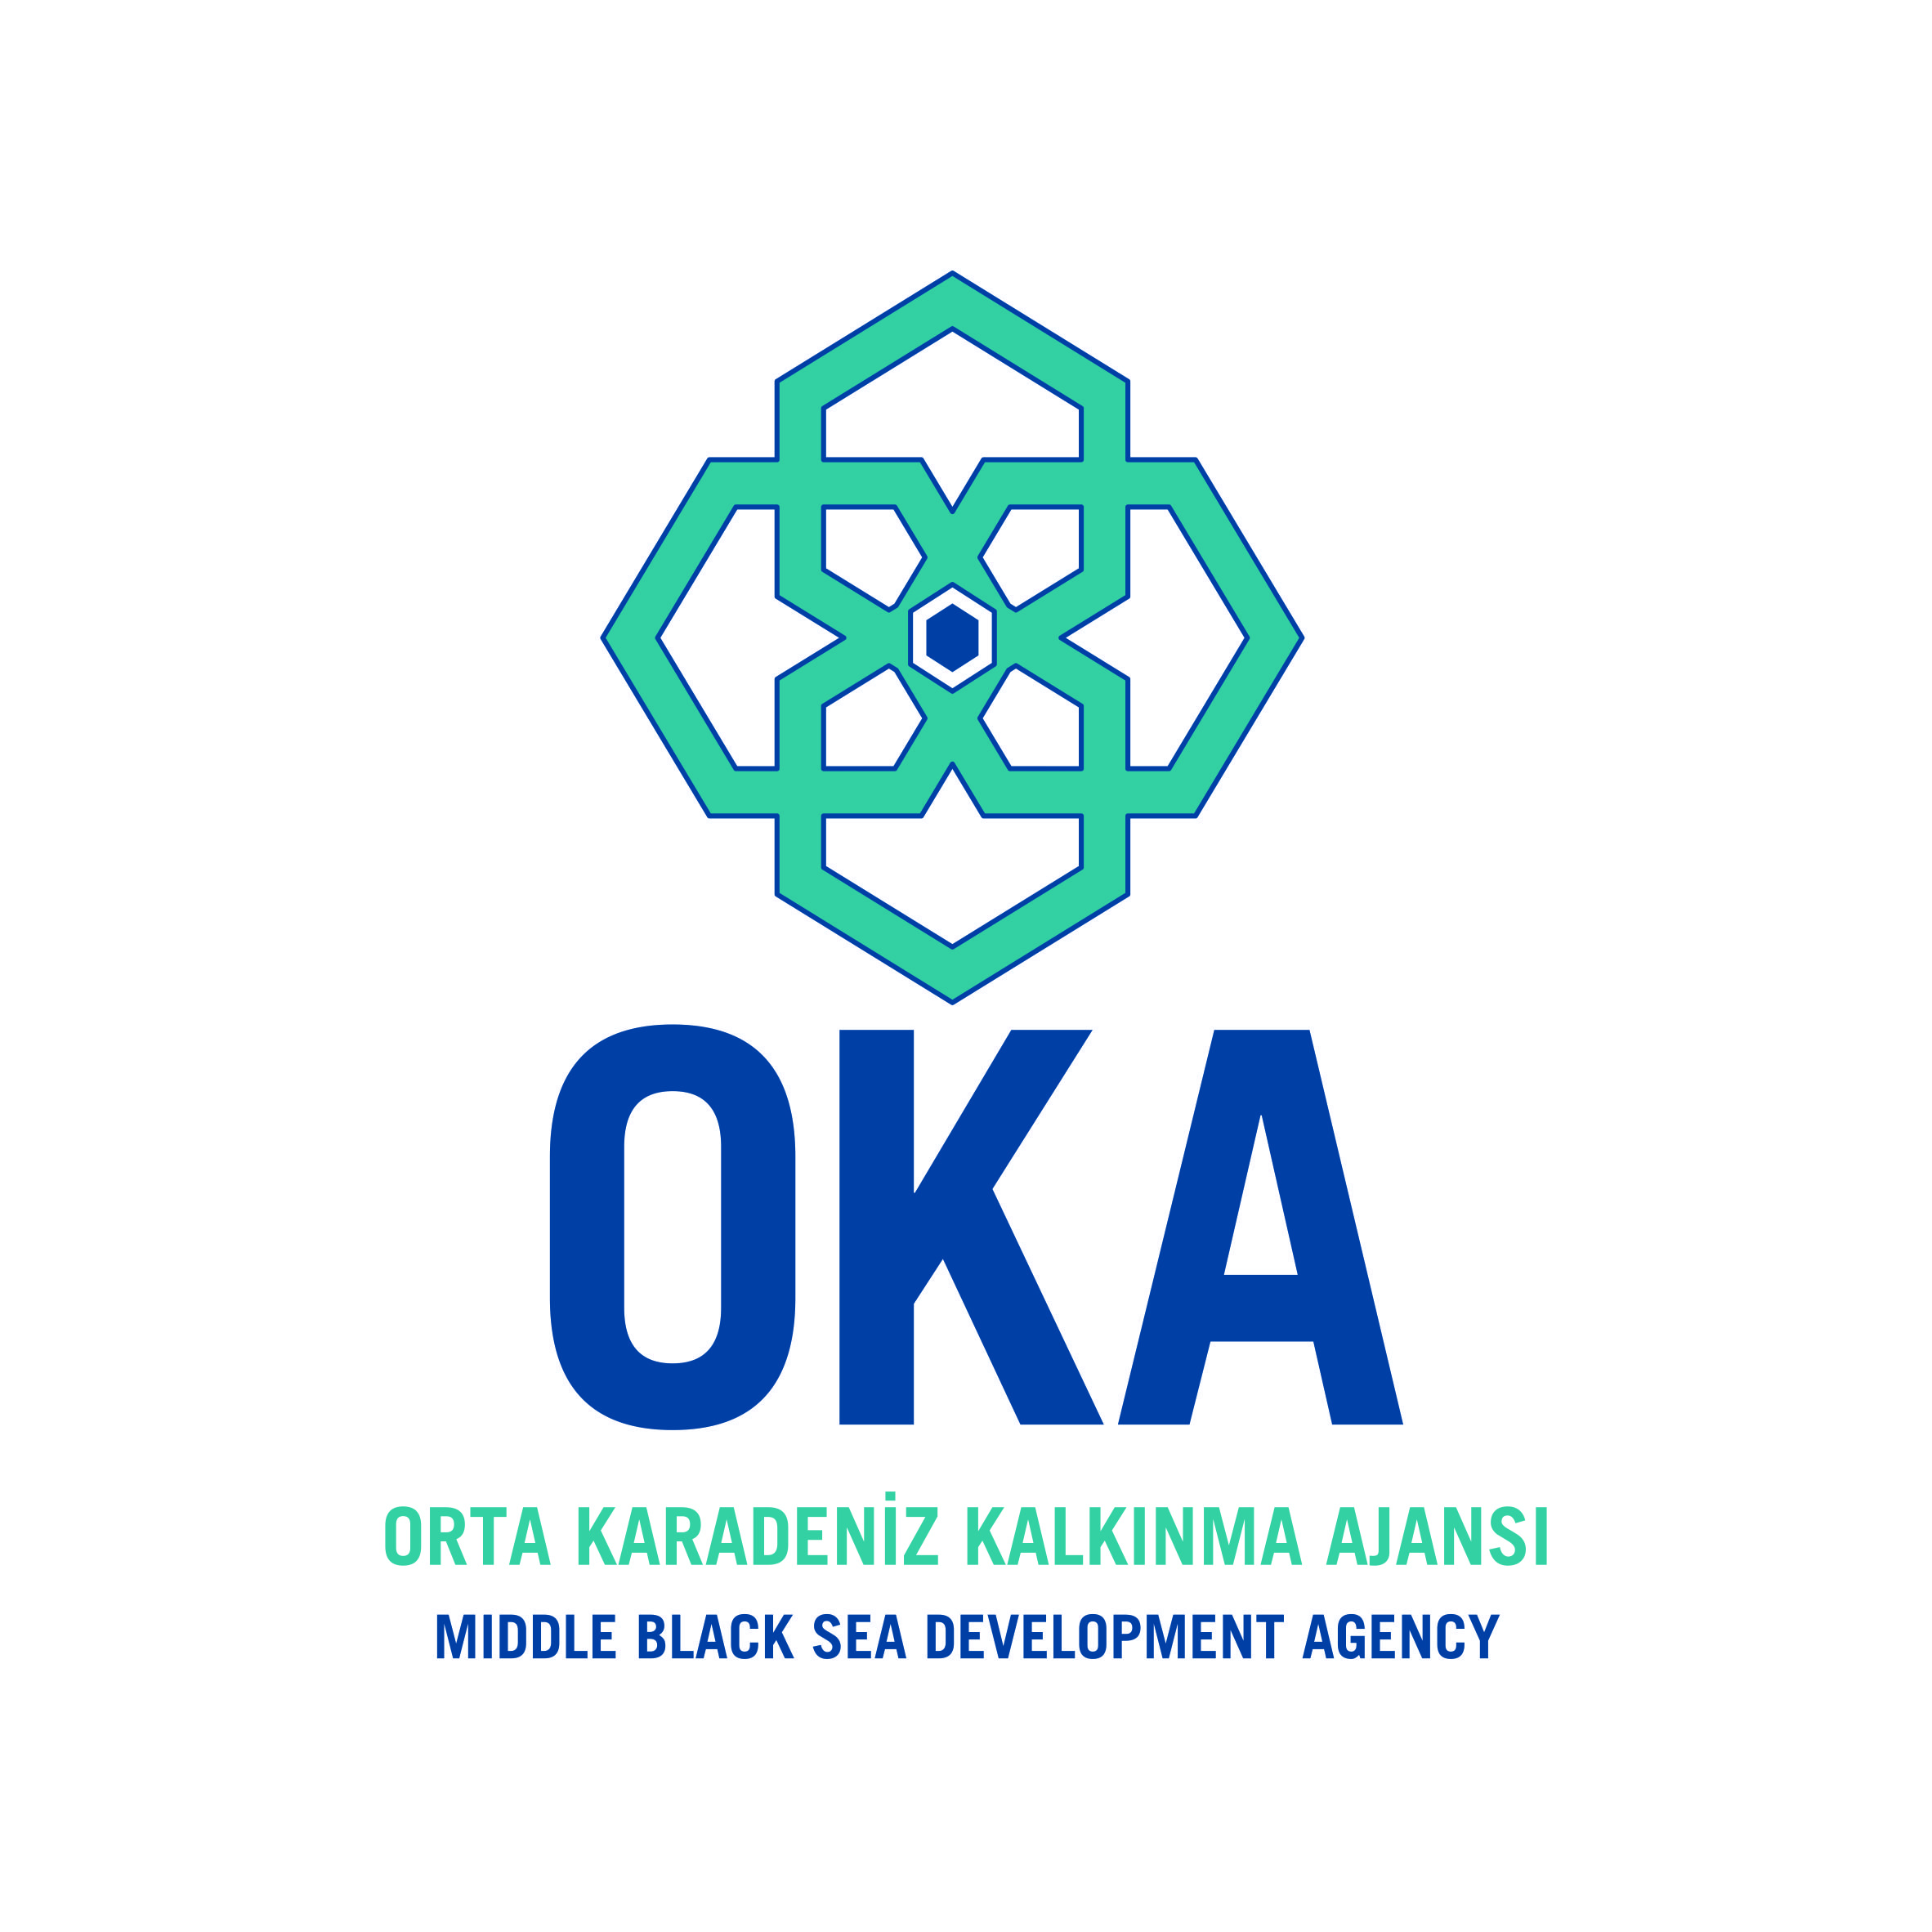 OKA
ORTA KARADENİZ KALKINMA AJANSI
MIDDLE BLACK SEA DEVELOPMENT AGENCY